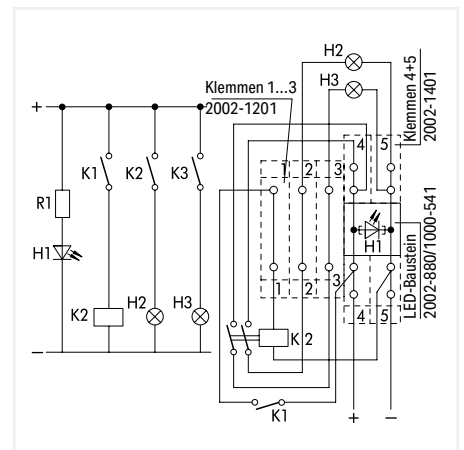 H2
H3
Klemmen 1...3
2002-1201
Klemmen 4+5
2002-1401
+
K1
K2
K3
R1
H1
K2
H2
H3
–
1
2
3
4
5
H1
LED-Baustein
2002-880/1000-541
1
2
3
4
5
K 2
K1
+
–